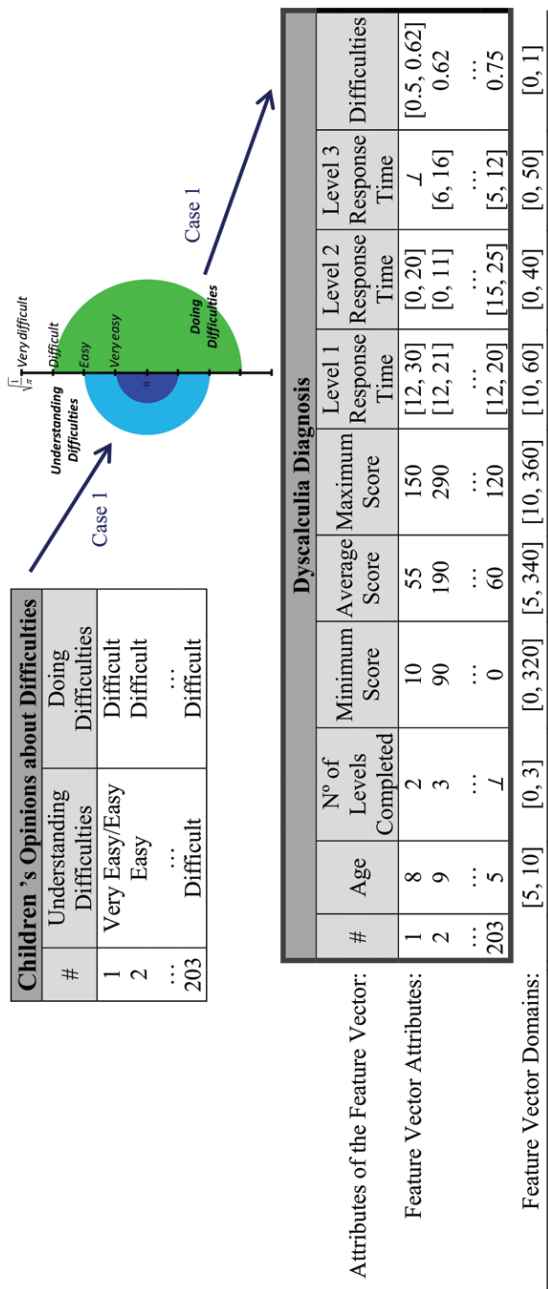 Children 's Opinions about Difficulties
# Understanding Difficulties Doing Difficulties
1 Very Easy/Easy Difficult
2 Easy Difficult
… … …
203 Difficult Difficult
Case 1
√1/π
Very difficult
Difficult
Easy
Very easy
0
Understanding
Difficulties
Doing
Difficulties
Case 1
Dyscalculia Diagnosis
Attributes of the Feature Vector: # Age Nº of Levels Completed Minimum Score Average Score Maximum Score Level 1 Response Time Level 2 Response Time Level 3 Response Time Difficulties
Feature Vector Attributes:
1 8 2 10 55 150 [12, 30] [0, 20] ⊥ [0.5, 0.62]
2 9 3 90 190 290 [12, 21] [0, 11] [6, 16] 0.62
… … … … … … … … … …
203 5 ⊥ 0 60 120 [12, 20] [15, 25] [5, 12] 0.75
Feature Vector Domains: [5, 10] [0, 3] [0, 320] [5, 340] [10, 360] [10, 60] [0, 40] [0, 50] [0, 1]